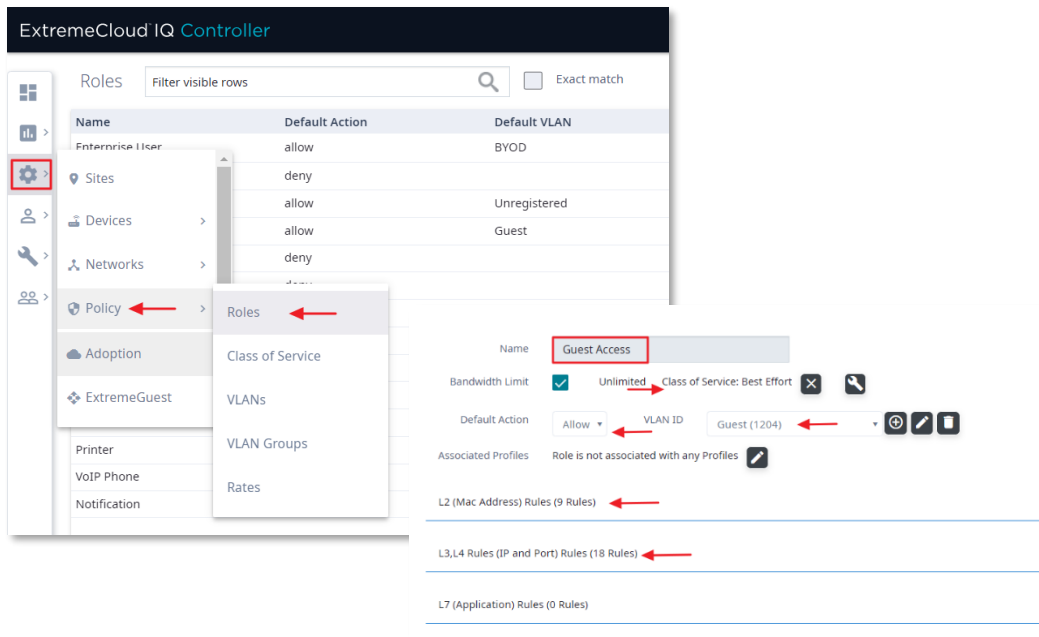 ExtremeCloud IQ Controller
Roles
Filter visible rows
Exact match
Name Default Action Default VLAN
Enterprise User allow BYOD
deny
allow Unregistered
allow Guest
deny
deny
Sites
Devices
Networks
Policy
Adoption
ExtremeGuest
Roles
Class of Service
VLANs
VLAN Groups
Rates
Printer
VoIP Phone
Notification
Name Guest Access
Bandwidth Limit Unlimited Class of Service: Best Effort
Default Action Allow VLAN ID Guest (1204)
Associated Profiles Role is not associated with any Profiles
L2 (Mac Address) Rules (9 Rules)
L3,L4 Rules (IP and Port) Rules (18 Rules)
L7 (Application) Rules (0 Rules)